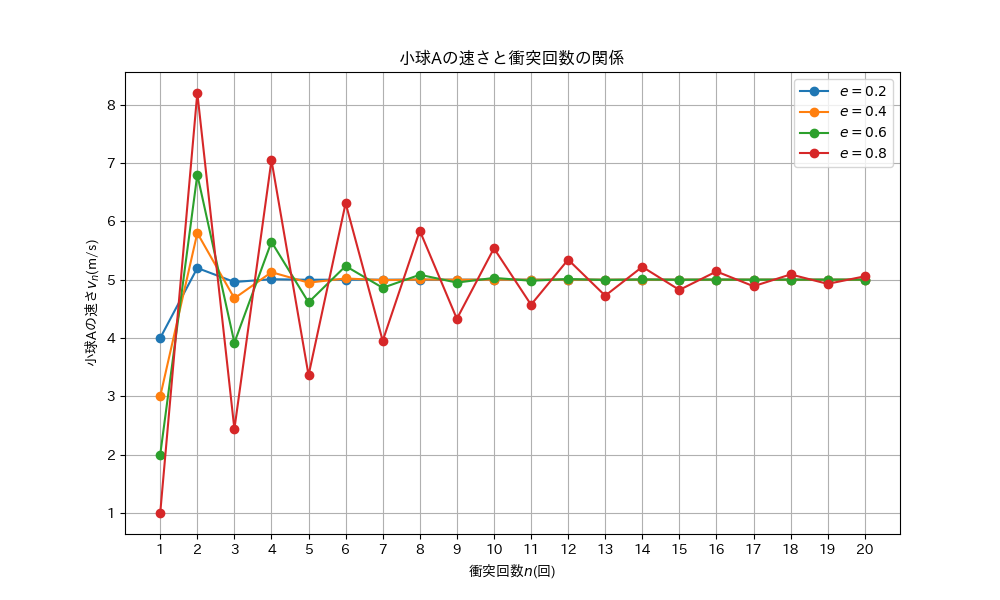 小球Aの速さと衝突回数の関係
小球Aの速さv_n(m/s)
8
7
6
5
4
3
2
1
e = 0.2
e = 0.4
e = 0.6
e = 0.8
1 2 3 4 5 6 7 8 9 10 11 12 13 14 15 16 17 18 19 20
衝突回数n(回)